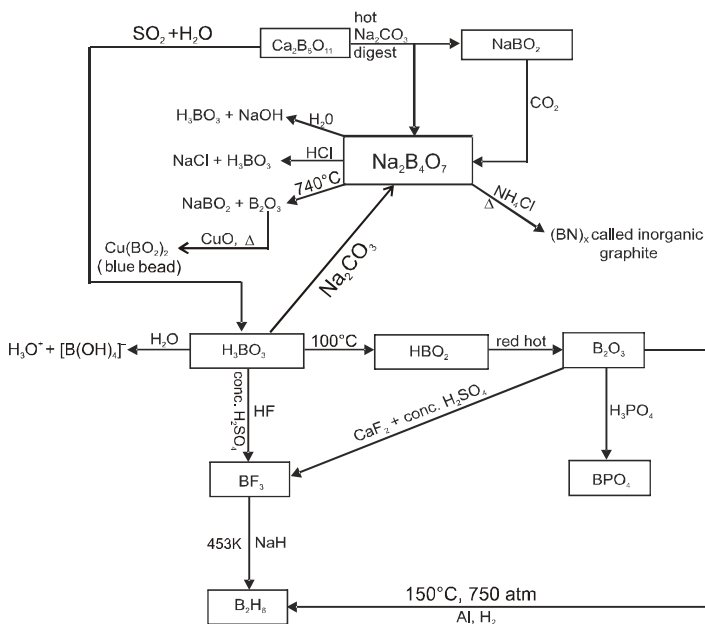 SO₂ +H₂O
Ca₂B₆O₁₁
hot
Na₂CO₃
digest
NaBO₂
CO₂
H₃BO₃ + NaOH
H₂0
NaCl + H₃BO₃
HCl
Na₂B₄O₇
740°C
NaBO₂ + B₂O₃
NH₄Cl
Δ
(BN)ₓ called inorganic
graphite
Cu(BO₂)₂
(blue bead)
CuO, Δ
Na₂CO₃
H₃O⁺ + [B(OH)₄]⁻
H₂O
H₃BO₃
100°C
HBO₂
red hot
B₂O₃
conc. H₂SO₄
HF
CaF₂ + conc. H₂SO₄
H₃PO₄
BF₃
BPO₄
453K
NaH
B₂H₆
150°C, 750 atm
Al, H₂